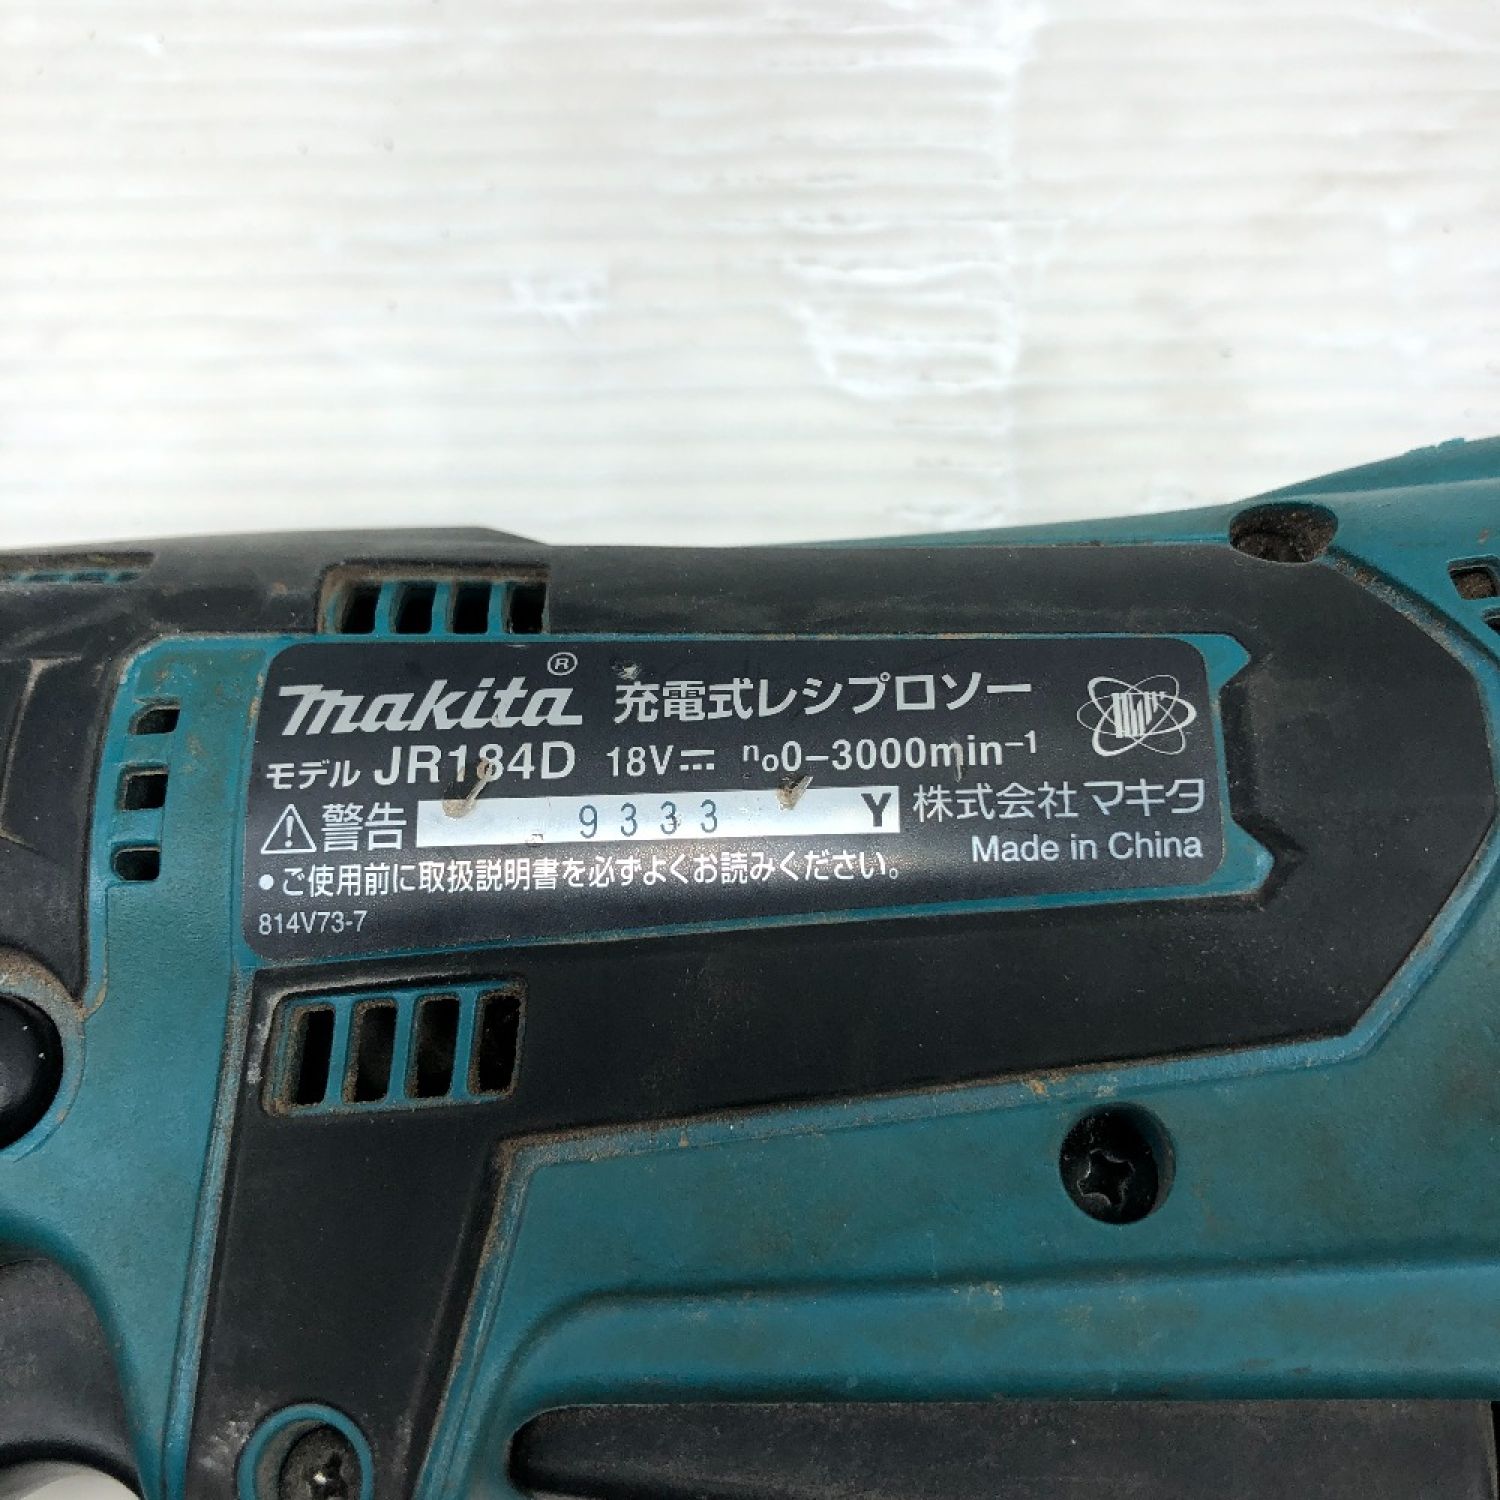 makita® 充電式レシプロソー
モデル JR184D 18V⎓ n₀0-3000min⁻¹
⚠警告 9333 Y 株式会社マキタ
Made in China
●ご使用前に取扱説明書を必ずよくお読みください。
814V73-7